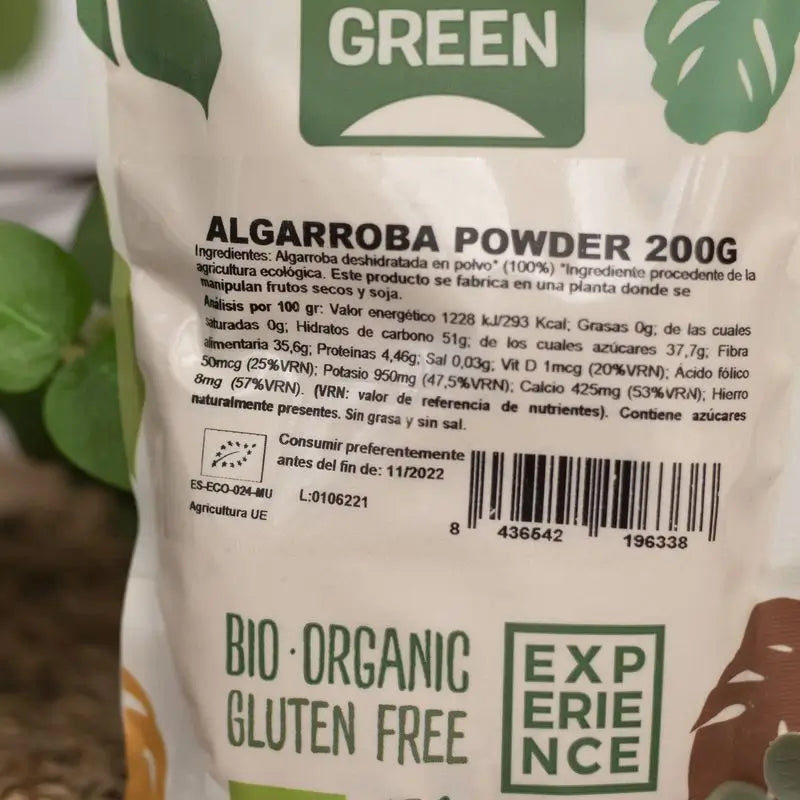 GREEN
ALGARROBA POWDER 200G
Ingredientes: Algarroba deshidratada en polvo* (100%) *Ingrediente procedente de la
agricultura ecológica. Este producto se fabrica en una planta donde se
manipulan frutos secos y soja.
Análisis por 100 gr: Valor energético 1228 kJ/293 Kcal; Grasas 0g; de las cuales
saturadas 0g; Hidratos de carbono 51g; de los cuales azúcares 37,7g; Fibra
alimentaria 35,6g; Proteinas 4,46g; Sal 0,03g; Vit D 1mcg (20%VRN); Ácido fólico
50mcg (25%VRN); Potasio 950mg (47,5%VRN); Calcio 425mg (53%VRN); Hierro
8mg (57%VRN). (VRN: valor de referencia de nutrientes). Contiene azúcares
naturalmente presentes. Sin grasa y sin sal.
Consumir preferentemente
antes del fin de: 11/2022
ES-ECO-024-MU
L:0106221
Agricultura UE
8 436542 196338
BIO·ORGANIC
GLUTEN FREE
EXP
ERIE
NCE